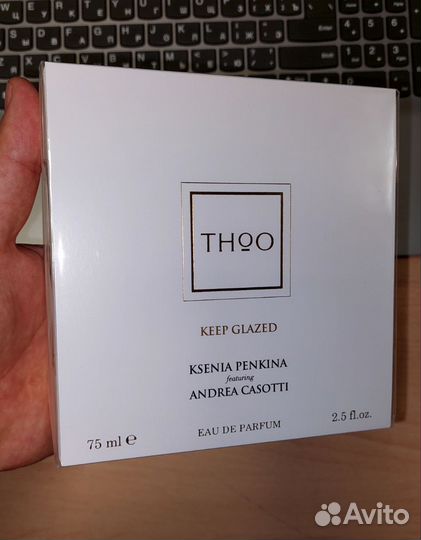 THOO
KEEP GLAZED
KSENIA PENKINA
featuring
ANDREA CASOTTI
75 ml ℮
EAU DE PARFUM
2.5 fl.oz.
Avito